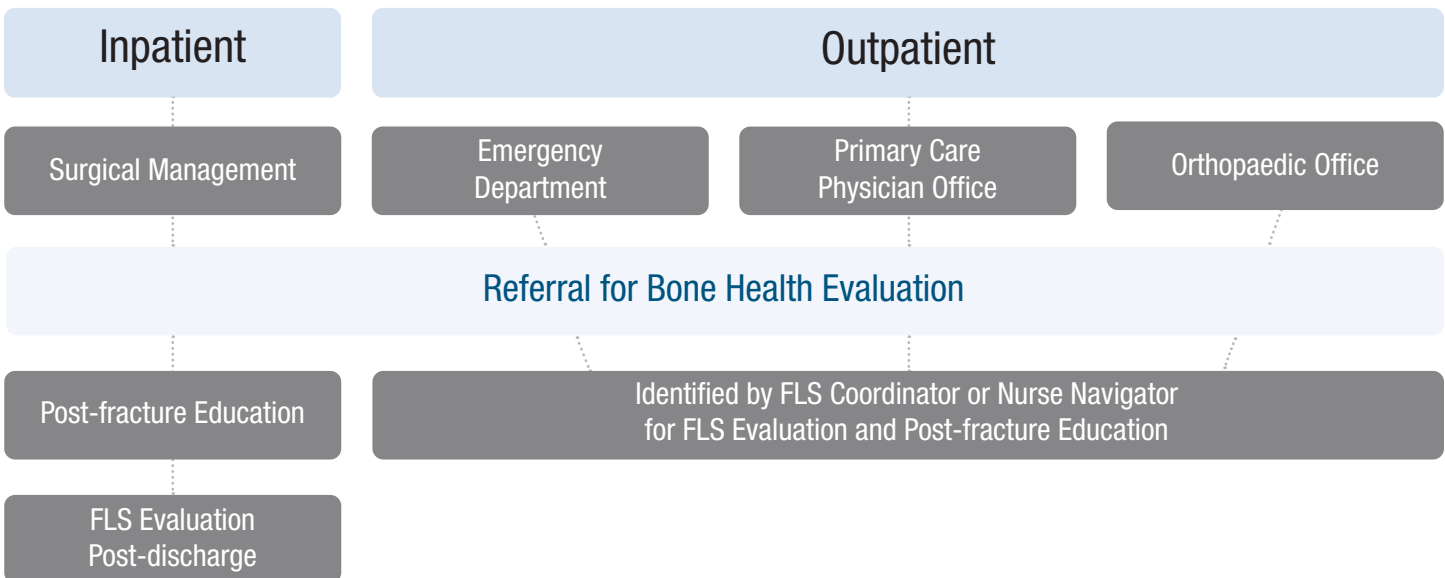 Inpatient
Outpatient
Surgical Management
Emergency
Department
Primary Care
Physician Office
Orthopaedic Office
Referral for Bone Health Evaluation
Post-fracture Education
Identified by FLS Coordinator or Nurse Navigator
for FLS Evaluation and Post-fracture Education
FLS Evaluation
Post-discharge